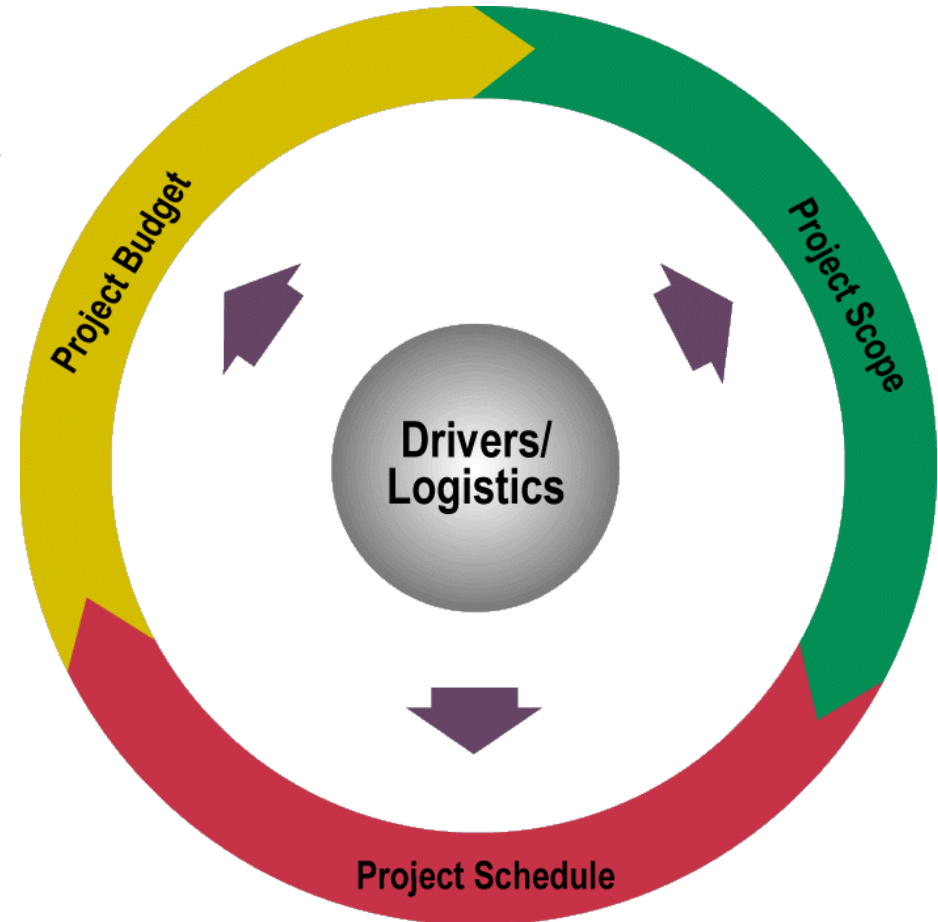 Project Budget
Project Scope
Drivers/
Logistics
Project Schedule